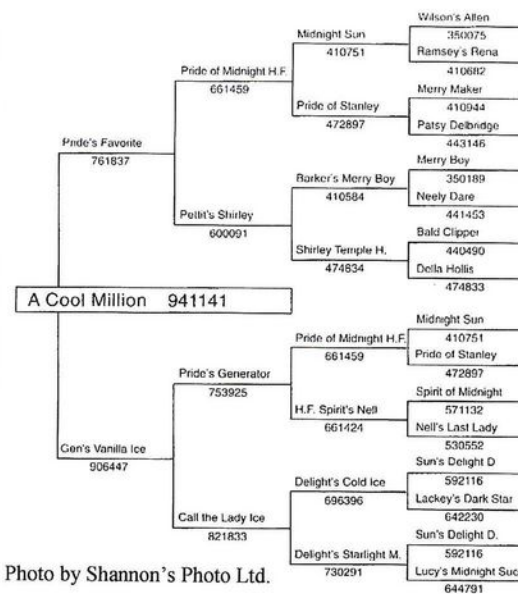 Wilson's Allen
Midnight Sun
350075
410751
Ramsey's Rena
Pride of Midnight H.F.
410682
661459
Merry Maker
Pride of Stanley
410944
472897
Patsy Delbridge
Pride's Favorite
443146
761837
Merry Boy
Barker's Merry Boy
350189
410584
Neely Dare
Pettit's Shirley
441453
600091
Bald Clipper
Shirley Temple H.
440490
474834
Della Hollis
474833
A Cool Million 941141
Midnight Sun
Pride of Midnight H.F.
410751
661459
Pride of Stanley
Pride's Generator
472897
753925
Spirit of Midnight
H.F. Spirit's Nell
571132
661424
Nell's Last Lady
Gen's Vanilla Ice
530552
906447
Sun's Delight D
Delight's Cold Ice
592116
696396
Lackey's Dark Star
Call the Lady Ice
642230
821833
Sun's Delight D.
Delight's Starlight M.
592116
730291
Lucy's Midnight Sue
644791
Photo by Shannon's Photo Ltd.